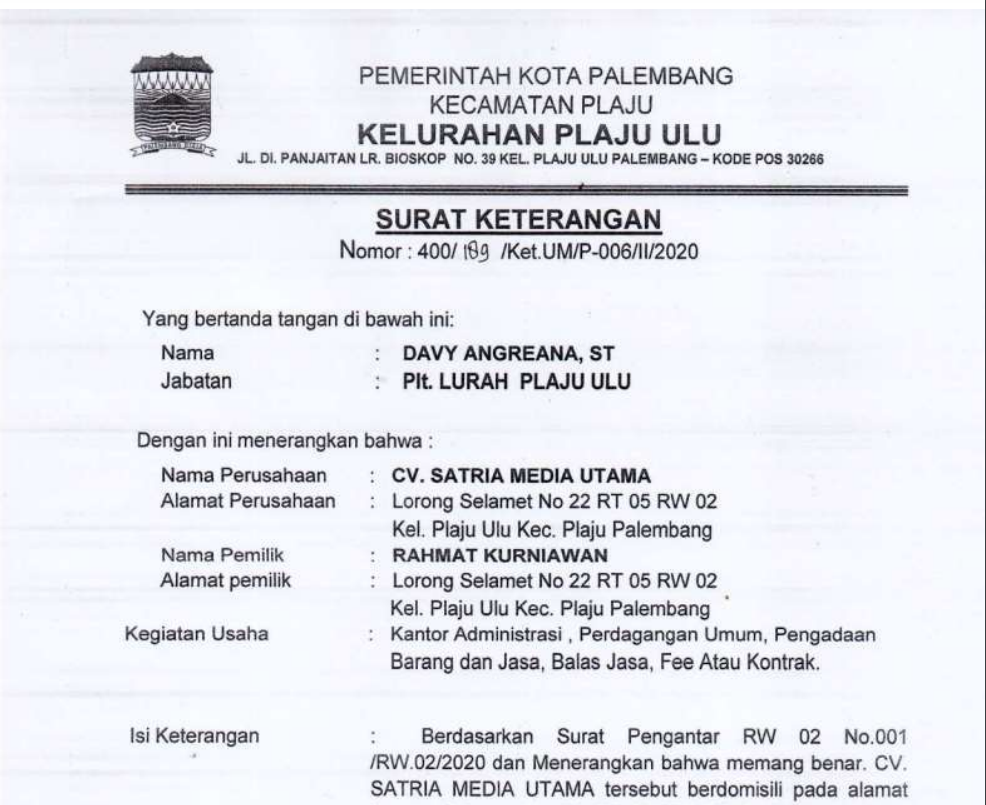 PEMERINTAH KOTA PALEMBANG
KECAMATAN PLAJU
KELURAHAN PLAJU ULU
JL. DI. PANJAITAN LR. BIOSKOP NO. 39 KEL. PLAJU ULU PALEMBANG – KODE POS 30266
SURAT KETERANGAN
Nomor : 400/ 189 /Ket.UM/P-006/II/2020
Yang bertanda tangan di bawah ini:
Nama : DAVY ANGREANA, ST
Jabatan : Plt. LURAH PLAJU ULU
Dengan ini menerangkan bahwa :
Nama Perusahaan : CV. SATRIA MEDIA UTAMA
Alamat Perusahaan : Lorong Selamet No 22 RT 05 RW 02
Kel. Plaju Ulu Kec. Plaju Palembang
Nama Pemilik : RAHMAT KURNIAWAN
Alamat pemilik : Lorong Selamet No 22 RT 05 RW 02
Kel. Plaju Ulu Kec. Plaju Palembang
Kegiatan Usaha : Kantor Administrasi , Perdagangan Umum, Pengadaan
Barang dan Jasa, Balas Jasa, Fee Atau Kontrak.
Isi Keterangan : Berdasarkan Surat Pengantar RW 02 No.001
/RW.02/2020 dan Menerangkan bahwa memang benar. CV.
SATRIA MEDIA UTAMA tersebut berdomisili pada alamat